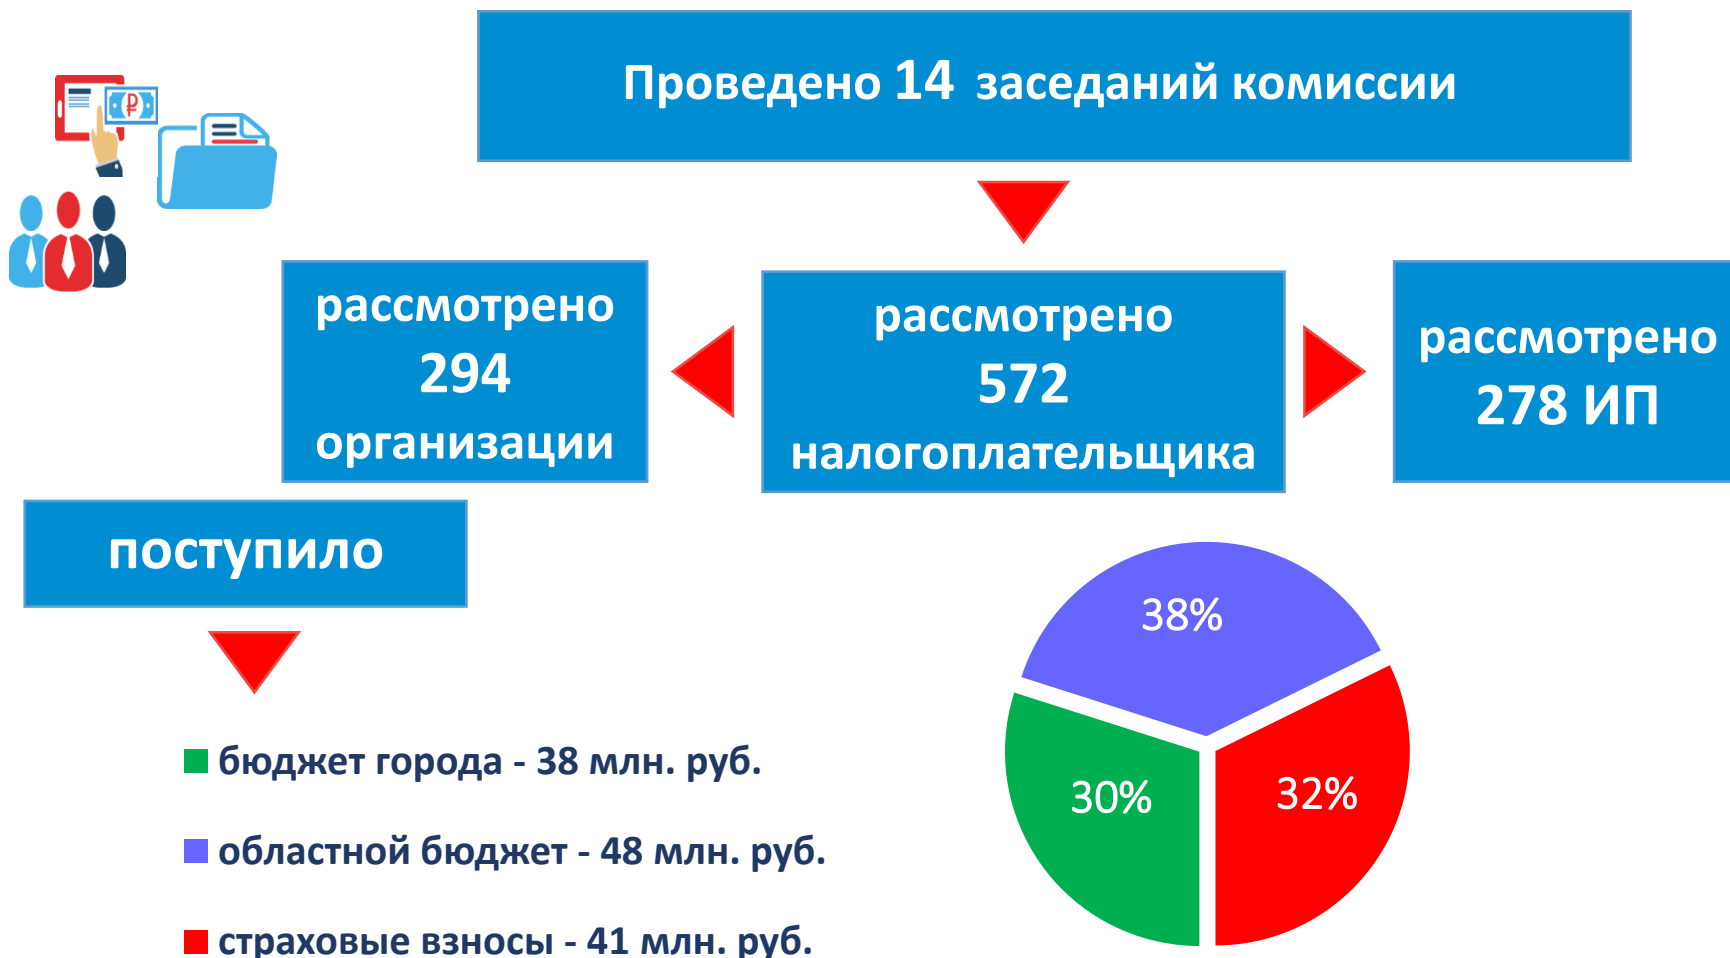 Проведено 14 заседаний комиссии
рассмотрено
294
организации
рассмотрено
572
налогоплательщика
рассмотрено
278 ИП
поступило
бюджет города - 38 млн. руб.
областной бюджет - 48 млн. руб.
страховые взносы - 41 млн. руб.
38%
30%
32%
₽